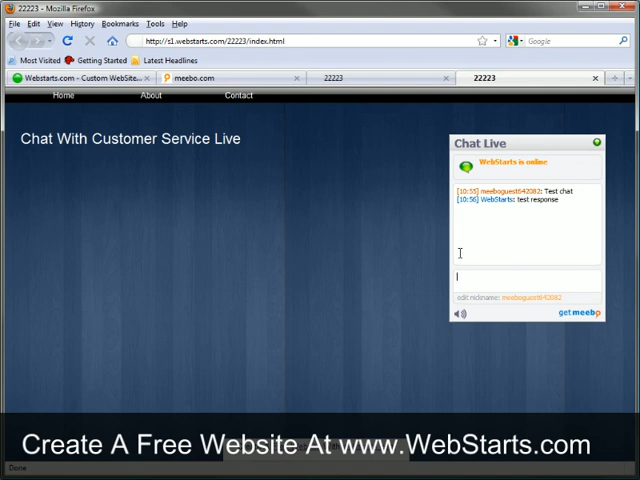 22223 - Mozilla Firefox
File Edit View History Bookmarks Tools Help
http://s1.webstarts.com/22223/index.html
Google
Most Visited Getting Started Latest Headlines
Webstarts.com - Custom WebSite...
meebo.com
22223
22223
Home About Contact
Chat With Customer Service Live
Chat Live
WebStarts is online
[10:55] meeboguest642082: Test chat
[10:56] WebStarts: test response
edit nickname: meeboguest642082
get meebo
Create A Free Website At www.WebStarts.com
Done